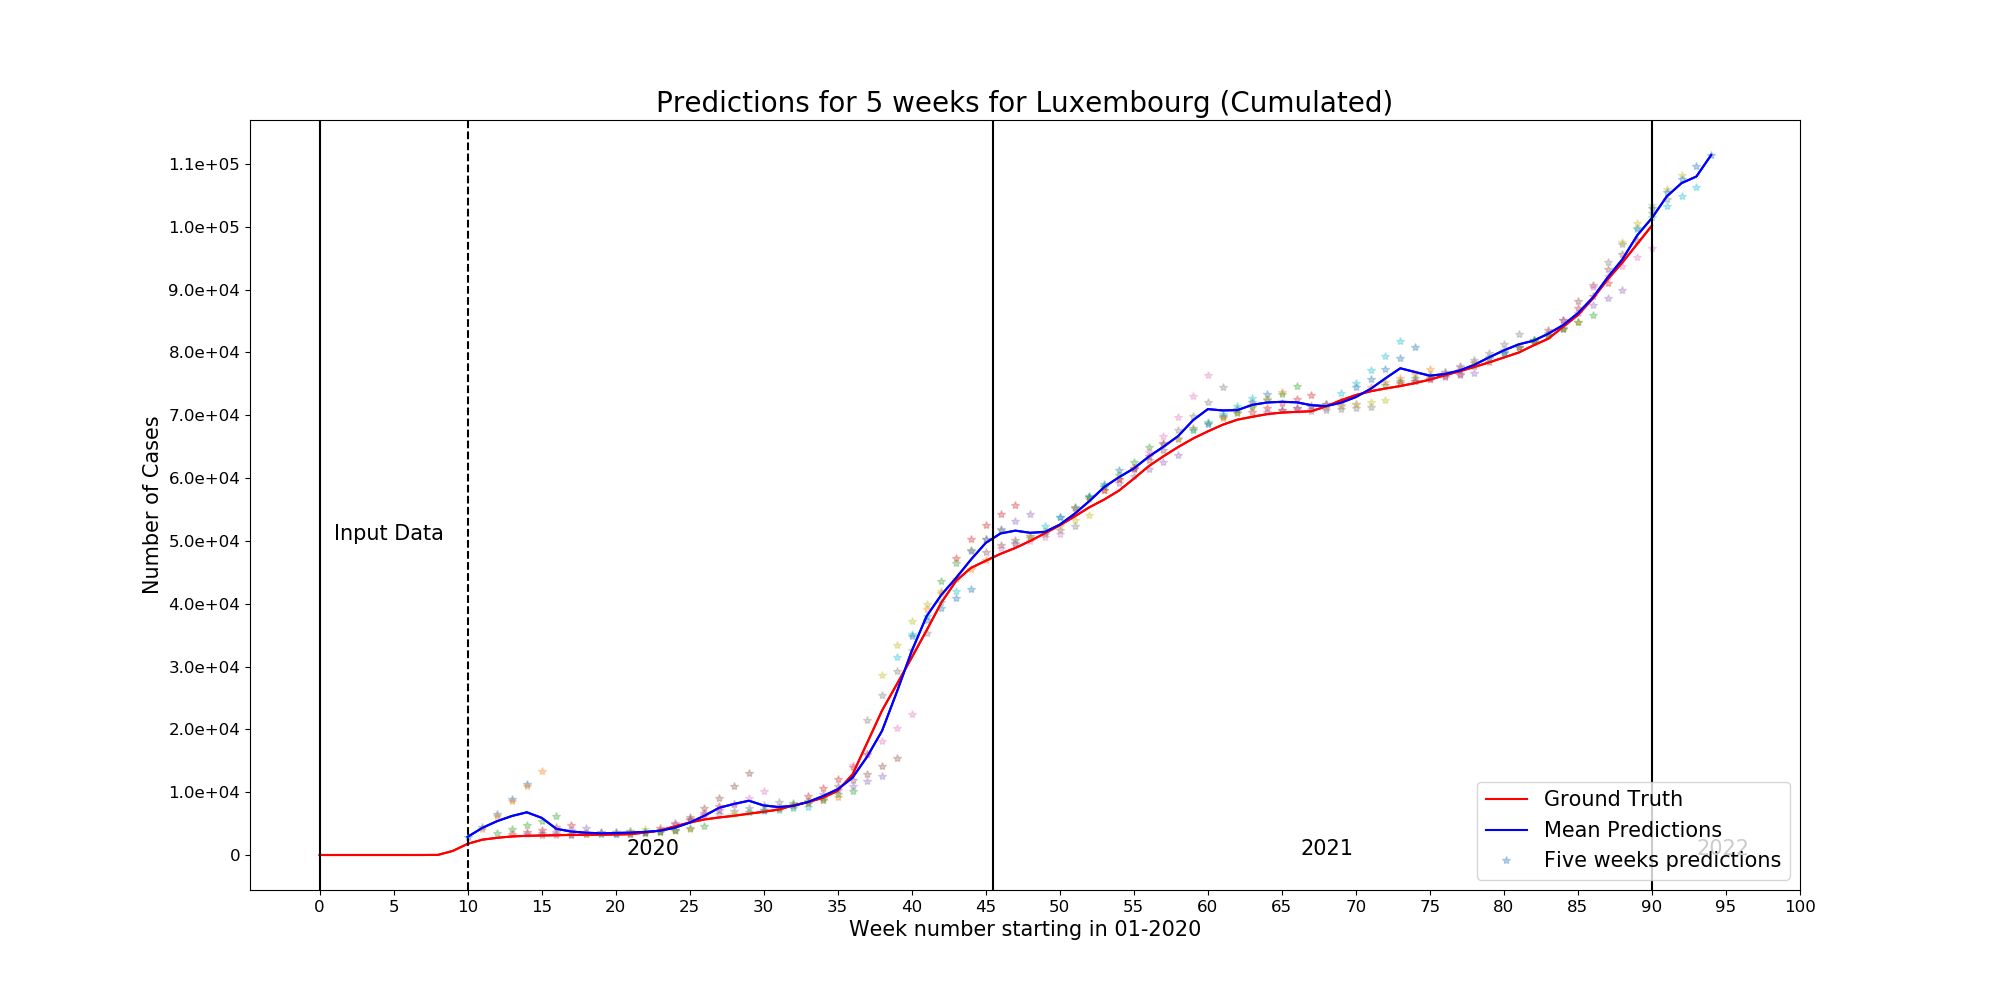 Predictions for 5 weeks for Luxembourg (Cumulated)
1.1e+05
1.0e+05
9.0e+04
8.0e+04
7.0e+04
6.0e+04
5.0e+04
4.0e+04
3.0e+04
2.0e+04
1.0e+04
0
Number of Cases
Input Data
2020
2021
2022
Ground Truth
Mean Predictions
Five weeks predictions
0 5 10 15 20 25 30 35 40 45 50 55 60 65 70 75 80 85 90 95 100
Week number starting in 01-2020